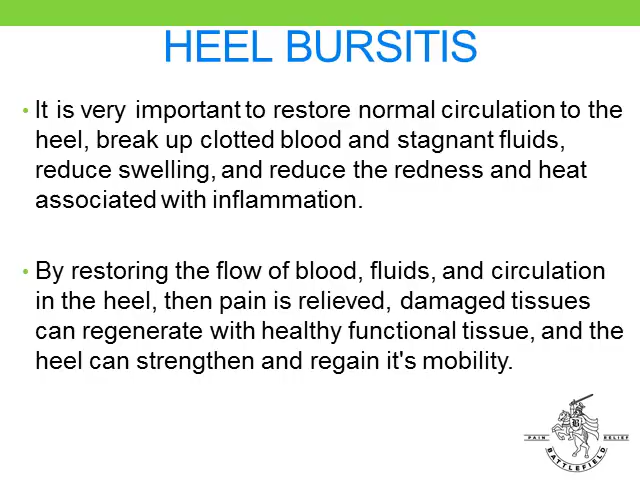 HEEL BURSITIS
• It is very important to restore normal circulation to the
heel, break up clotted blood and stagnant fluids,
reduce swelling, and reduce the redness and heat
associated with inflammation.
• By restoring the flow of blood, fluids, and circulation
in the heel, then pain is relieved, damaged tissues
can regenerate with healthy functional tissue, and the
heel can strengthen and regain it's mobility.
B
PAIN RELIEF
BATTLEFIELD